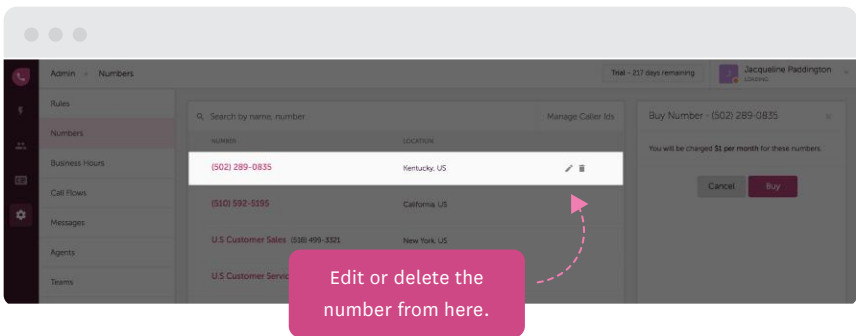 Admin > Numbers
Trial - 217 days remaining
Jacqueline Paddington
LOADING...
Rules
Numbers
Business Hours
Call Flows
Messages
Agents
Teams
Search by name, number
Manage Caller Ids
NUMBER LOCATION
(502) 289-0835 Kentucky, US
(510) 592-5195 California, US
U.S Customer Sales (518) 499-3321 New York, US
U.S Customer Servic
Buy Number - (502) 289-0835
You will be charged $1 per month for these numbers.
Cancel Buy
Edit or delete the
number from here.